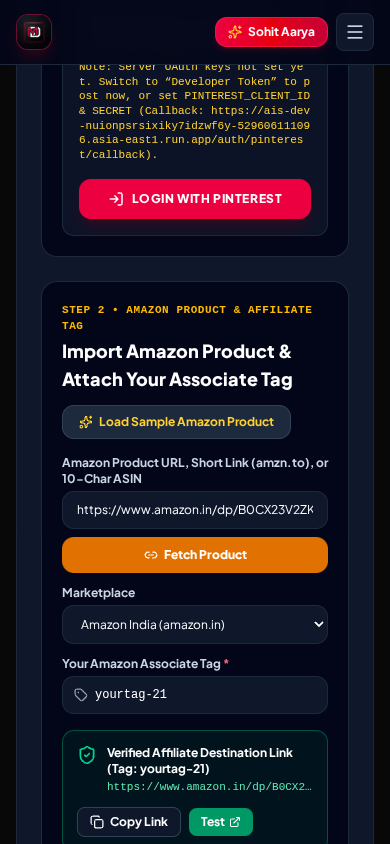 Sohit Aarya
Note: Server OAuth keys not set ye
t. Switch to “Developer Token” to p
ost now, or set PINTEREST_CLIENT_ID
& SECRET (Callback: https://ais-dev
-nuionpsrsixiky7idzwf6y-52960611109
6.asia-east1.run.app/auth/pinteres
t/callback).
LOGIN WITH PINTEREST
STEP 2 • AMAZON PRODUCT & AFFILIATE
TAG
Import Amazon Product &
Attach Your Associate Tag
Load Sample Amazon Product
Amazon Product URL, Short Link (amzn.to), or
10-Char ASIN
https://www.amazon.in/dp/B0CX23V2ZK
Fetch Product
Marketplace
Amazon India (amazon.in)
Your Amazon Associate Tag *
yourtag-21
Verified Affiliate Destination Link
(Tag: yourtag-21)
https://www.amazon.in/dp/B0CX2…
Copy Link
Test